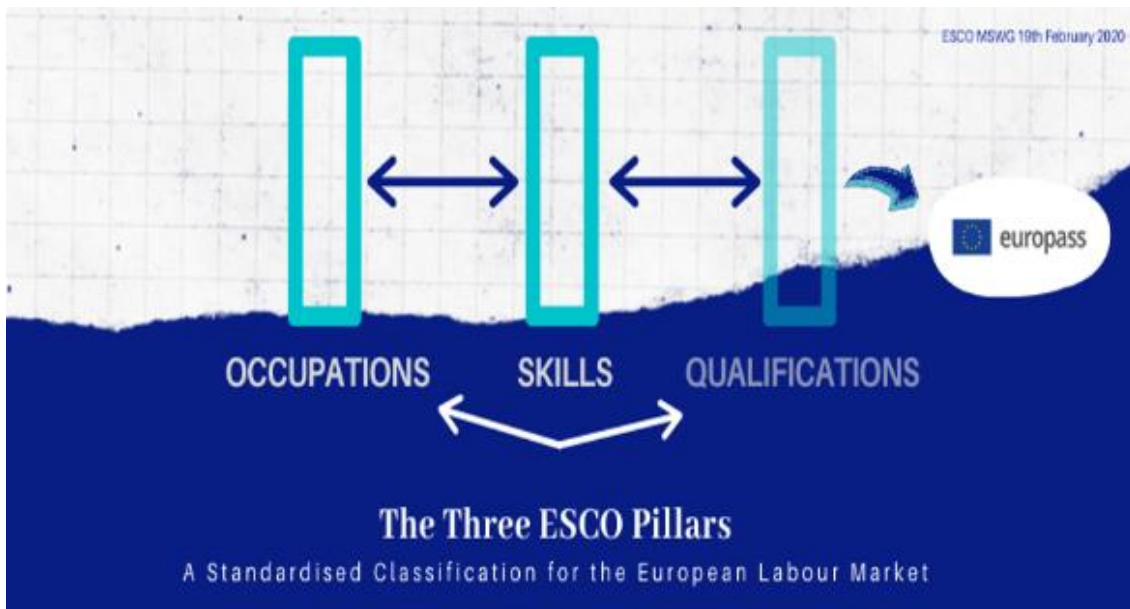 ESCO MSWG 19th February 2020
europass
OCCUPATIONS
SKILLS
QUALIFICATIONS
The Three ESCO Pillars
A Standardised Classification for the European Labour Market